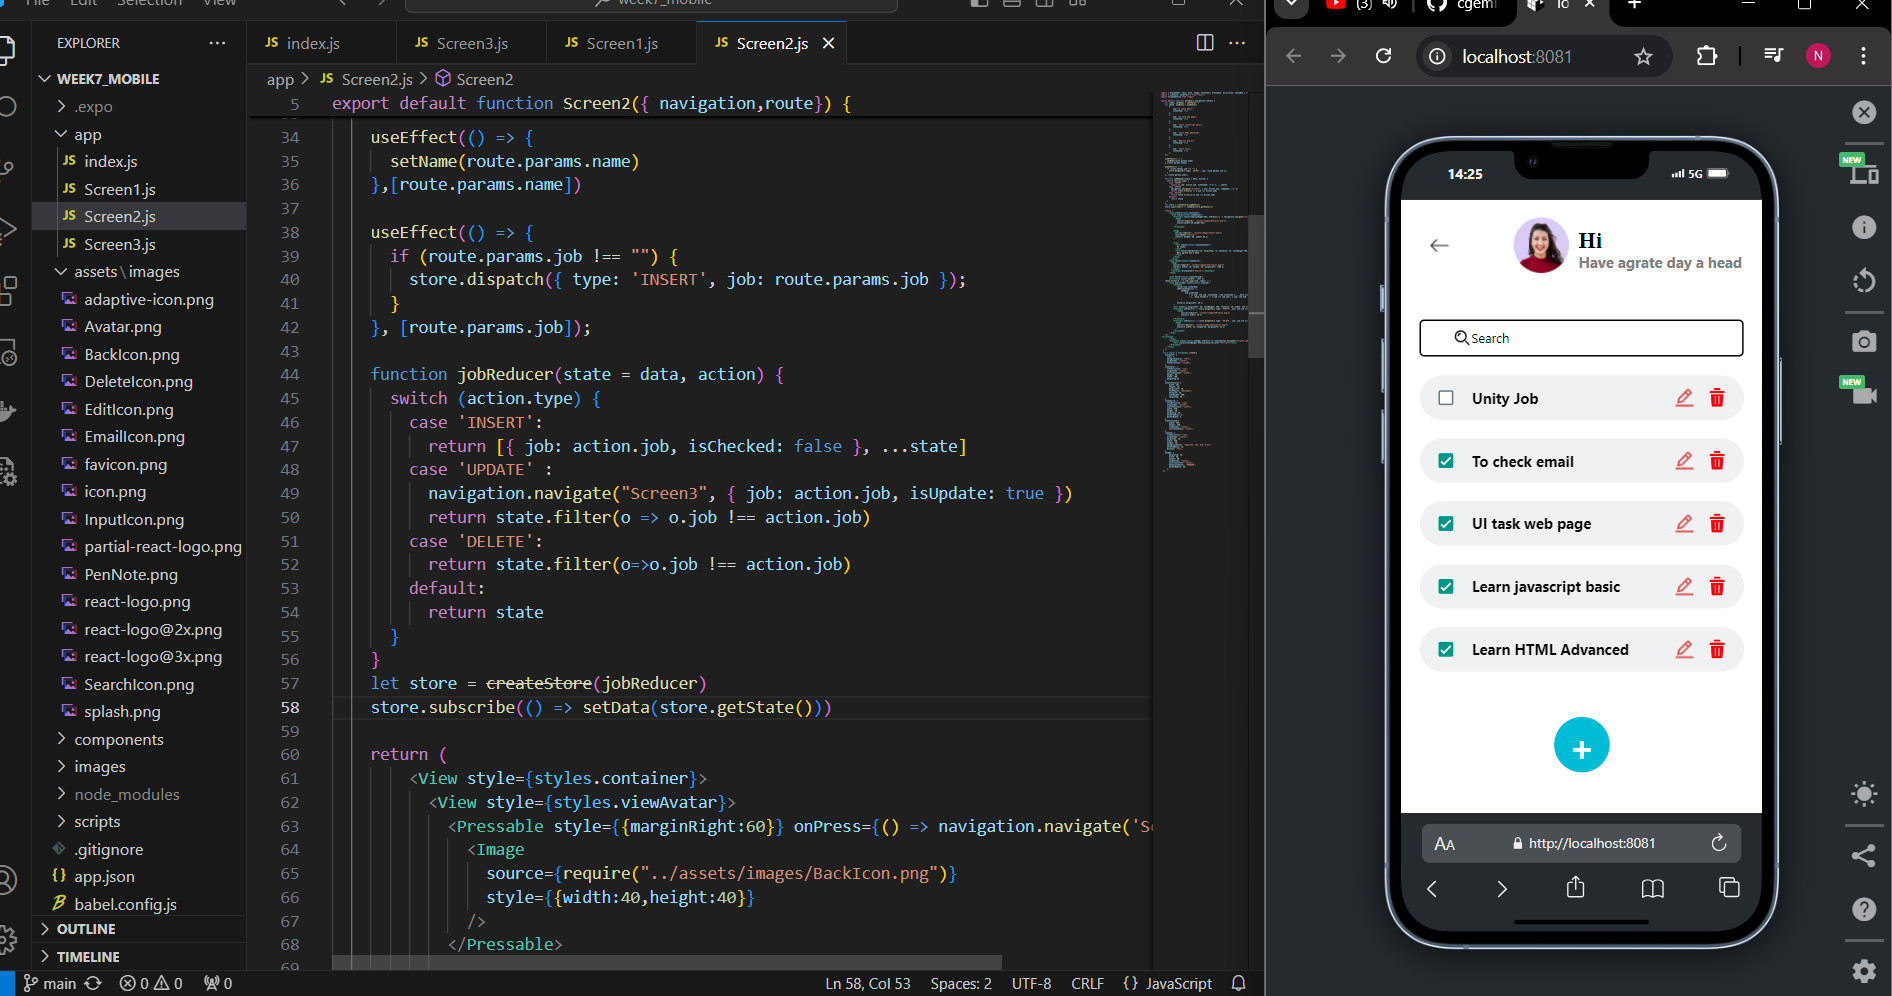 File Edit Selection View
week7_mobile
EXPLORER
WEEK7_MOBILE
.expo
app
index.js
Screen1.js
Screen2.js
Screen3.js
assets\images
adaptive-icon.png
Avatar.png
BackIcon.png
DeleteIcon.png
EditIcon.png
EmailIcon.png
favicon.png
icon.png
InputIcon.png
partial-react-logo.png
PenNote.png
react-logo.png
react-logo@2x.png
react-logo@3x.png
SearchIcon.png
splash.png
components
images
node_modules
scripts
.gitignore
app.json
babel.config.js
OUTLINE
TIMELINE
JS index.js JS Screen3.js JS Screen1.js JS Screen2.js
app > JS Screen2.js > Screen2
5 export default function Screen2({ navigation,route}) {
34 useEffect(() => {
35 setName(route.params.name)
36 },[route.params.name])
37
38 useEffect(() => {
39 if (route.params.job !== "") {
40 store.dispatch({ type: 'INSERT', job: route.params.job });
41 }
42 }, [route.params.job]);
43
44 function jobReducer(state = data, action) {
45 switch (action.type) {
46 case 'INSERT':
47 return [{ job: action.job, isChecked: false }, ...state]
48 case 'UPDATE' :
49 navigation.navigate("Screen3", { job: action.job, isUpdate: true })
50 return state.filter(o => o.job !== action.job)
51 case 'DELETE':
52 return state.filter(o=>o.job !== action.job)
53 default:
54 return state
55 }
56 }
57 let store = createStore(jobReducer)
58 store.subscribe(() => setData(store.getState()))
59
60 return (
61 <View style={styles.container}>
62 <View style={styles.viewAvatar}>
63 <Pressable style={{marginRight:60}} onPress={() => navigation.navigate('Sc
64 <Image
65 source={require("../assets/images/BackIcon.png")}
66 style={{width:40,height:40}}
67 />
68 </Pressable>
69
main 0 0 0 Ln 58, Col 53 Spaces: 2 UTF-8 CRLF {} JavaScript
(3) cgem
localhost:8081
N
NEW
NEW
14:25 5G
Hi
Have agrate day a head
Search
Unity Job
To check email
UI task web page
Learn javascript basic
Learn HTML Advanced
+
AA http://localhost:8081